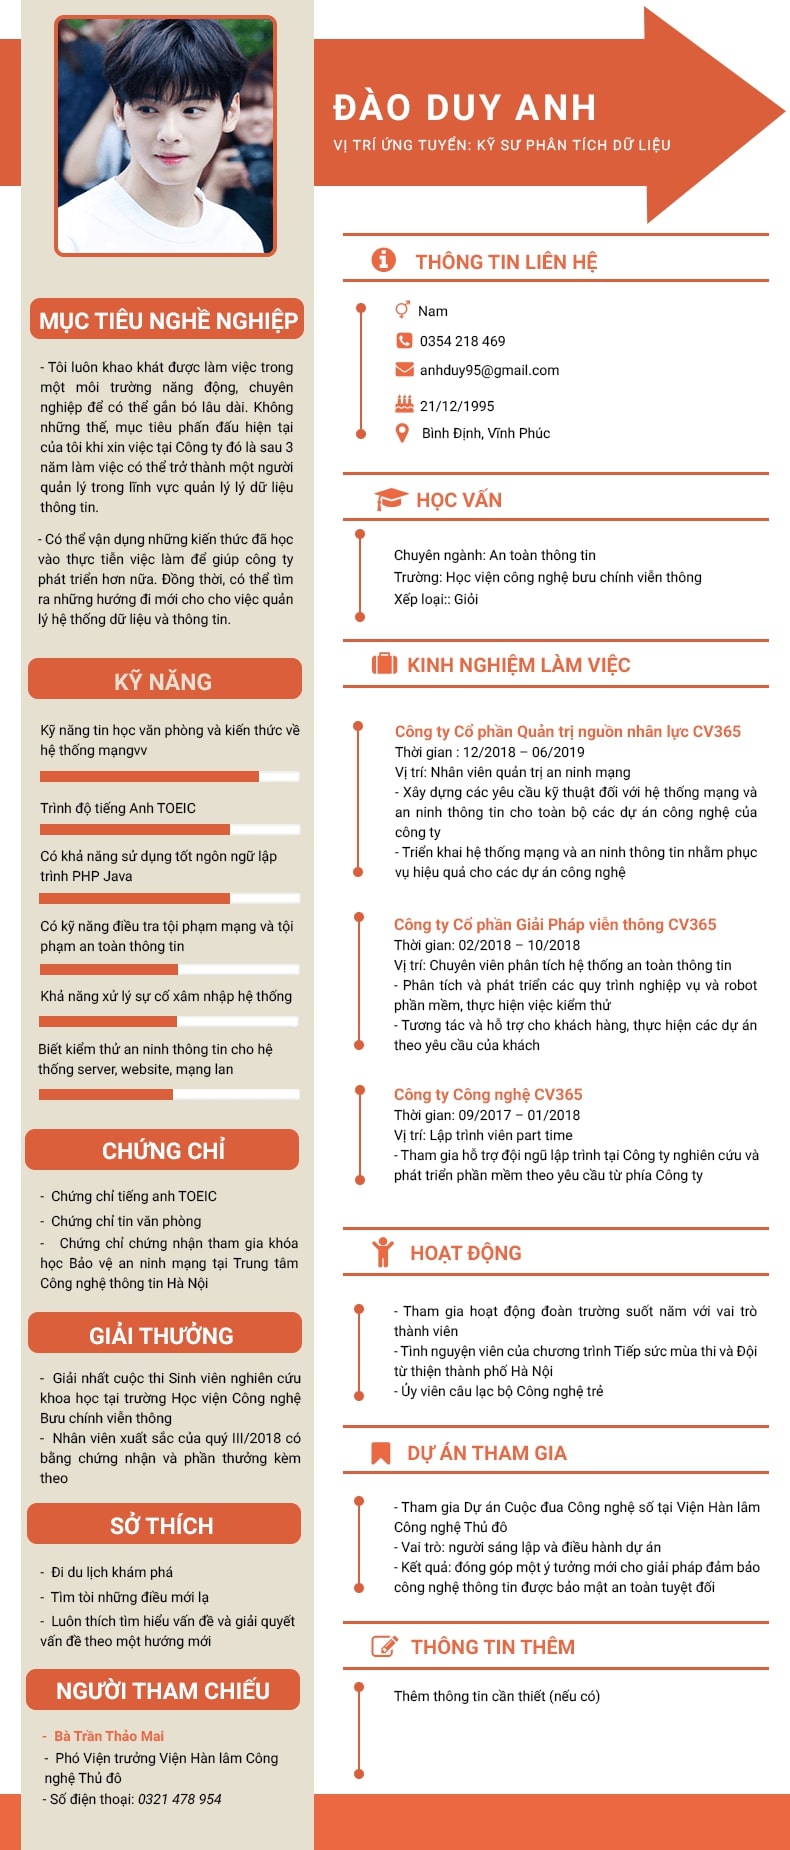 ĐÀO DUY ANH
VỊ TRÍ ỨNG TUYỂN: KỸ SƯ PHÂN TÍCH DỮ LIỆU
MỤC TIÊU NGHỀ NGHIỆP
- Tôi luôn khao khát được làm việc trong
một môi trường năng động, chuyên
nghiệp để có thể gắn bó lâu dài. Không
những thế, mục tiêu phấn đấu hiện tại
của tôi khi xin việc tại Công ty đó là sau 3
năm làm việc có thể trở thành một người
quản lý trong lĩnh vực quản lý lý dữ liệu
thông tin.
- Có thể vận dụng những kiến thức đã học
vào thực tiễn việc làm để giúp công ty
phát triển hơn nữa. Đồng thời, có thể tìm
ra những hướng đi mới cho cho việc quản
lý hệ thống dữ liệu và thông tin.
KỸ NĂNG
Kỹ năng tin học văn phòng và kiến thức về
hệ thống mạngvv
Trình độ tiếng Anh TOEIC
Có khả năng sử dụng tốt ngôn ngữ lập
trình PHP Java
Có kỹ năng điều tra tội phạm mạng và tội
phạm an toàn thông tin
Khả năng xử lý sự cố xâm nhập hệ thống
Biết kiểm thử an ninh thông tin cho hệ
thống server, website, mạng lan
CHỨNG CHỈ
- Chứng chỉ tiếng anh TOEIC
- Chứng chỉ tin văn phòng
- Chứng chỉ chứng nhận tham gia khóa
học Bảo vệ an ninh mạng tại Trung tâm
Công nghệ thông tin Hà Nội
GIẢI THƯỞNG
- Giải nhất cuộc thi Sinh viên nghiên cứu
khoa học tại trường Học viện Công nghệ
Bưu chính viễn thông
- Nhân viên xuất sắc của quý III/2018 có
bằng chứng nhận và phần thưởng kèm
theo
SỞ THÍCH
- Đi du lịch khám phá
- Tìm tòi những điều mới lạ
- Luôn thích tìm hiểu vấn đề và giải quyết
vấn đề theo một hướng mới
NGƯỜI THAM CHIẾU
- Bà Trần Thảo Mai
- Phó Viện trưởng Viện Hàn lâm Công
nghệ Thủ đô
- Số điện thoại: 0321 478 954
THÔNG TIN LIÊN HỆ
Nam
0354 218 469
anhduy95@gmail.com
21/12/1995
Bình Định, Vĩnh Phúc
HỌC VẤN
Chuyên ngành: An toàn thông tin
Trường: Học viện công nghệ bưu chính viễn thông
Xếp loại:: Giỏi
KINH NGHIỆM LÀM VIỆC
Công ty Cổ phần Quản trị nguồn nhân lực CV365
Thời gian : 12/2018 – 06/2019
Vị trí: Nhân viên quản trị an ninh mạng
- Xây dựng các yêu cầu kỹ thuật đối với hệ thống mạng và
an ninh thông tin cho toàn bộ các dự án công nghệ của
công ty
- Triển khai hệ thống mạng và an ninh thông tin nhằm phục
vụ hiệu quả cho các dự án công nghệ
Công ty Cổ phần Giải Pháp viễn thông CV365
Thời gian: 02/2018 – 10/2018
Vị trí: Chuyên viên phân tích hệ thống an toàn thông tin
- Phân tích và phát triển các quy trình nghiệp vụ và robot
phần mềm, thực hiện việc kiểm thử
- Tương tác và hỗ trợ cho khách hàng, thực hiện các dự án
theo yêu cầu của khách
Công ty Công nghệ CV365
Thời gian: 09/2017 – 01/2018
Vị trí: Lập trình viên part time
- Tham gia hỗ trợ đội ngũ lập trình tại Công ty nghiên cứu và
phát triển phần mềm theo yêu cầu từ phía Công ty
HOẠT ĐỘNG
- Tham gia hoạt động đoàn trường suốt năm với vai trò
thành viên
- Tình nguyện viên của chương trình Tiếp sức mùa thi và Đội
từ thiện thành phố Hà Nội
- Ủy viên câu lạc bộ Công nghệ trẻ
DỰ ÁN THAM GIA
- Tham gia Dự án Cuộc đua Công nghệ số tại Viện Hàn lâm
Công nghệ Thủ đô
- Vai trò: người sáng lập và điều hành dự án
- Kết quả: đóng góp một ý tưởng mới cho giải pháp đảm bảo
công nghệ thông tin được bảo mật an toàn tuyệt đối
THÔNG TIN THÊM
Thêm thông tin cần thiết (nếu có)